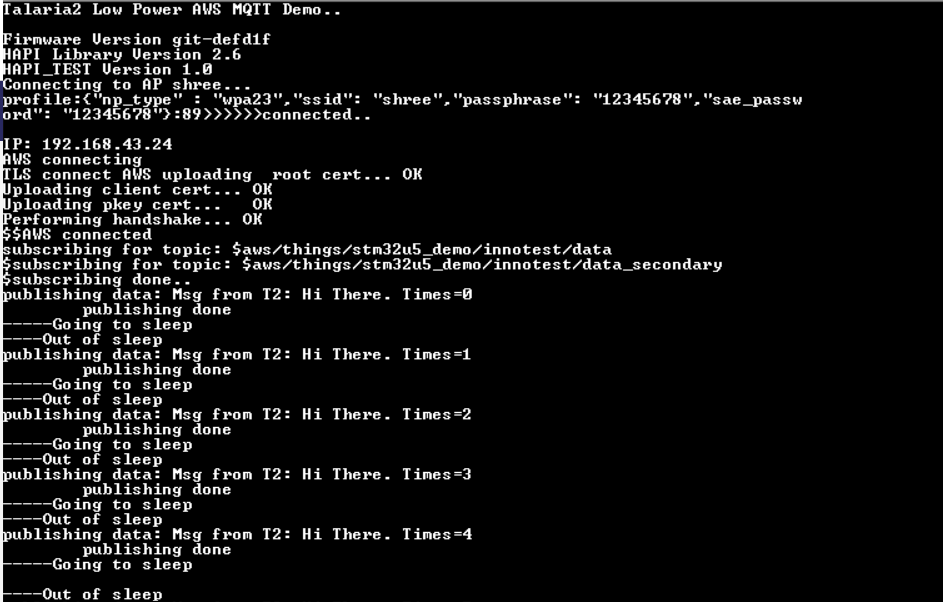 Talaria2 Low Power AWS MQTT Demo..
Firmware Version git-defd1f
HAPI Library Version 2.6
HAPI_TEST Version 1.0
Connecting to AP shree...
profile:{"np_type" : "wpa23","ssid": "shree","passphrase": "12345678","sae_passw
ord": "12345678"}:89>>>>>>connected..
IP: 192.168.43.24
AWS connecting
TLS connect AWS uploading  root cert... OK
Uploading client cert... OK
Uploading pkey cert...   OK
Performing handshake... OK
$$AWS connected
subscribing for topic: $aws/things/stm32u5_demo/innotest/data
$subscribing for topic: $aws/things/stm32u5_demo/innotest/data_secondary
$subscribing done..
publishing data: Msg from T2: Hi There. Times=0
        publishing done
-----Going to sleep
----Out of sleep
publishing data: Msg from T2: Hi There. Times=1
        publishing done
-----Going to sleep
----Out of sleep
publishing data: Msg from T2: Hi There. Times=2
        publishing done
-----Going to sleep
----Out of sleep
publishing data: Msg from T2: Hi There. Times=3
        publishing done
-----Going to sleep
----Out of sleep
publishing data: Msg from T2: Hi There. Times=4
        publishing done
-----Going to sleep
----Out of sleep